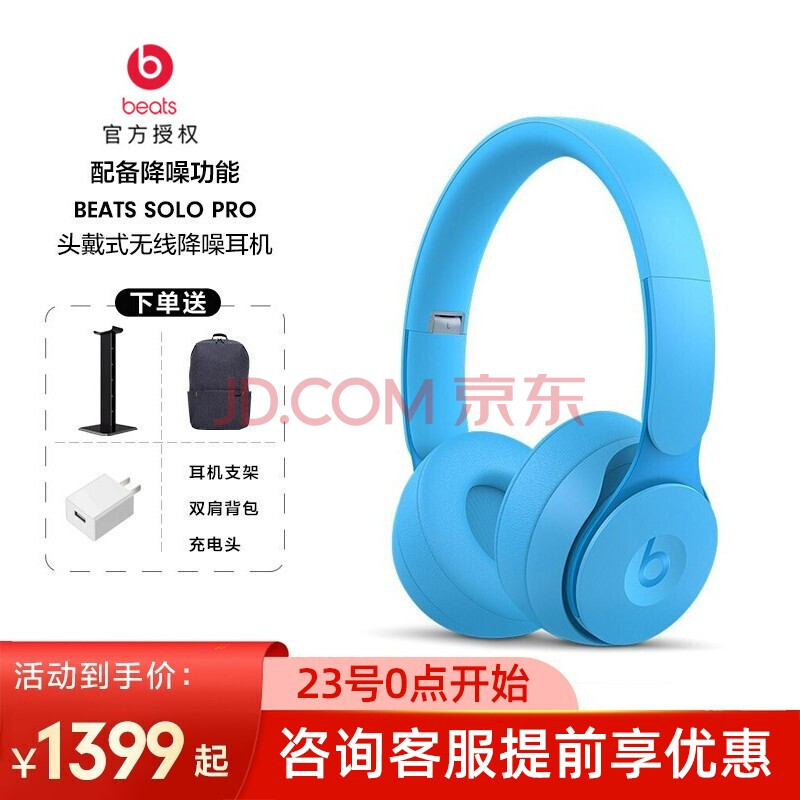 beats
官方授权
配备降噪功能
BEATS SOLO PRO
头戴式无线降噪耳机
下单送
JD.COM 京东
耳机支架
双肩背包
充电头
活动到手价：
¥1399起
23号0点开始
咨询客服提前享优惠